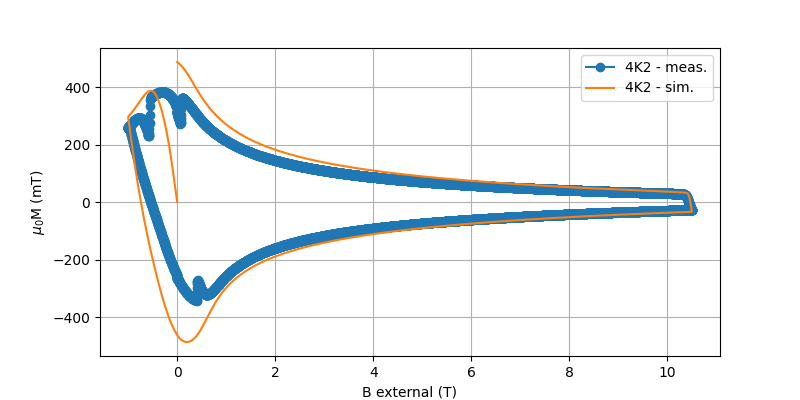 4K2 - meas.
4K2 - sim.
400
200
0
−200
−400
μ₀M (mT)
0 2 4 6 8 10
B external (T)